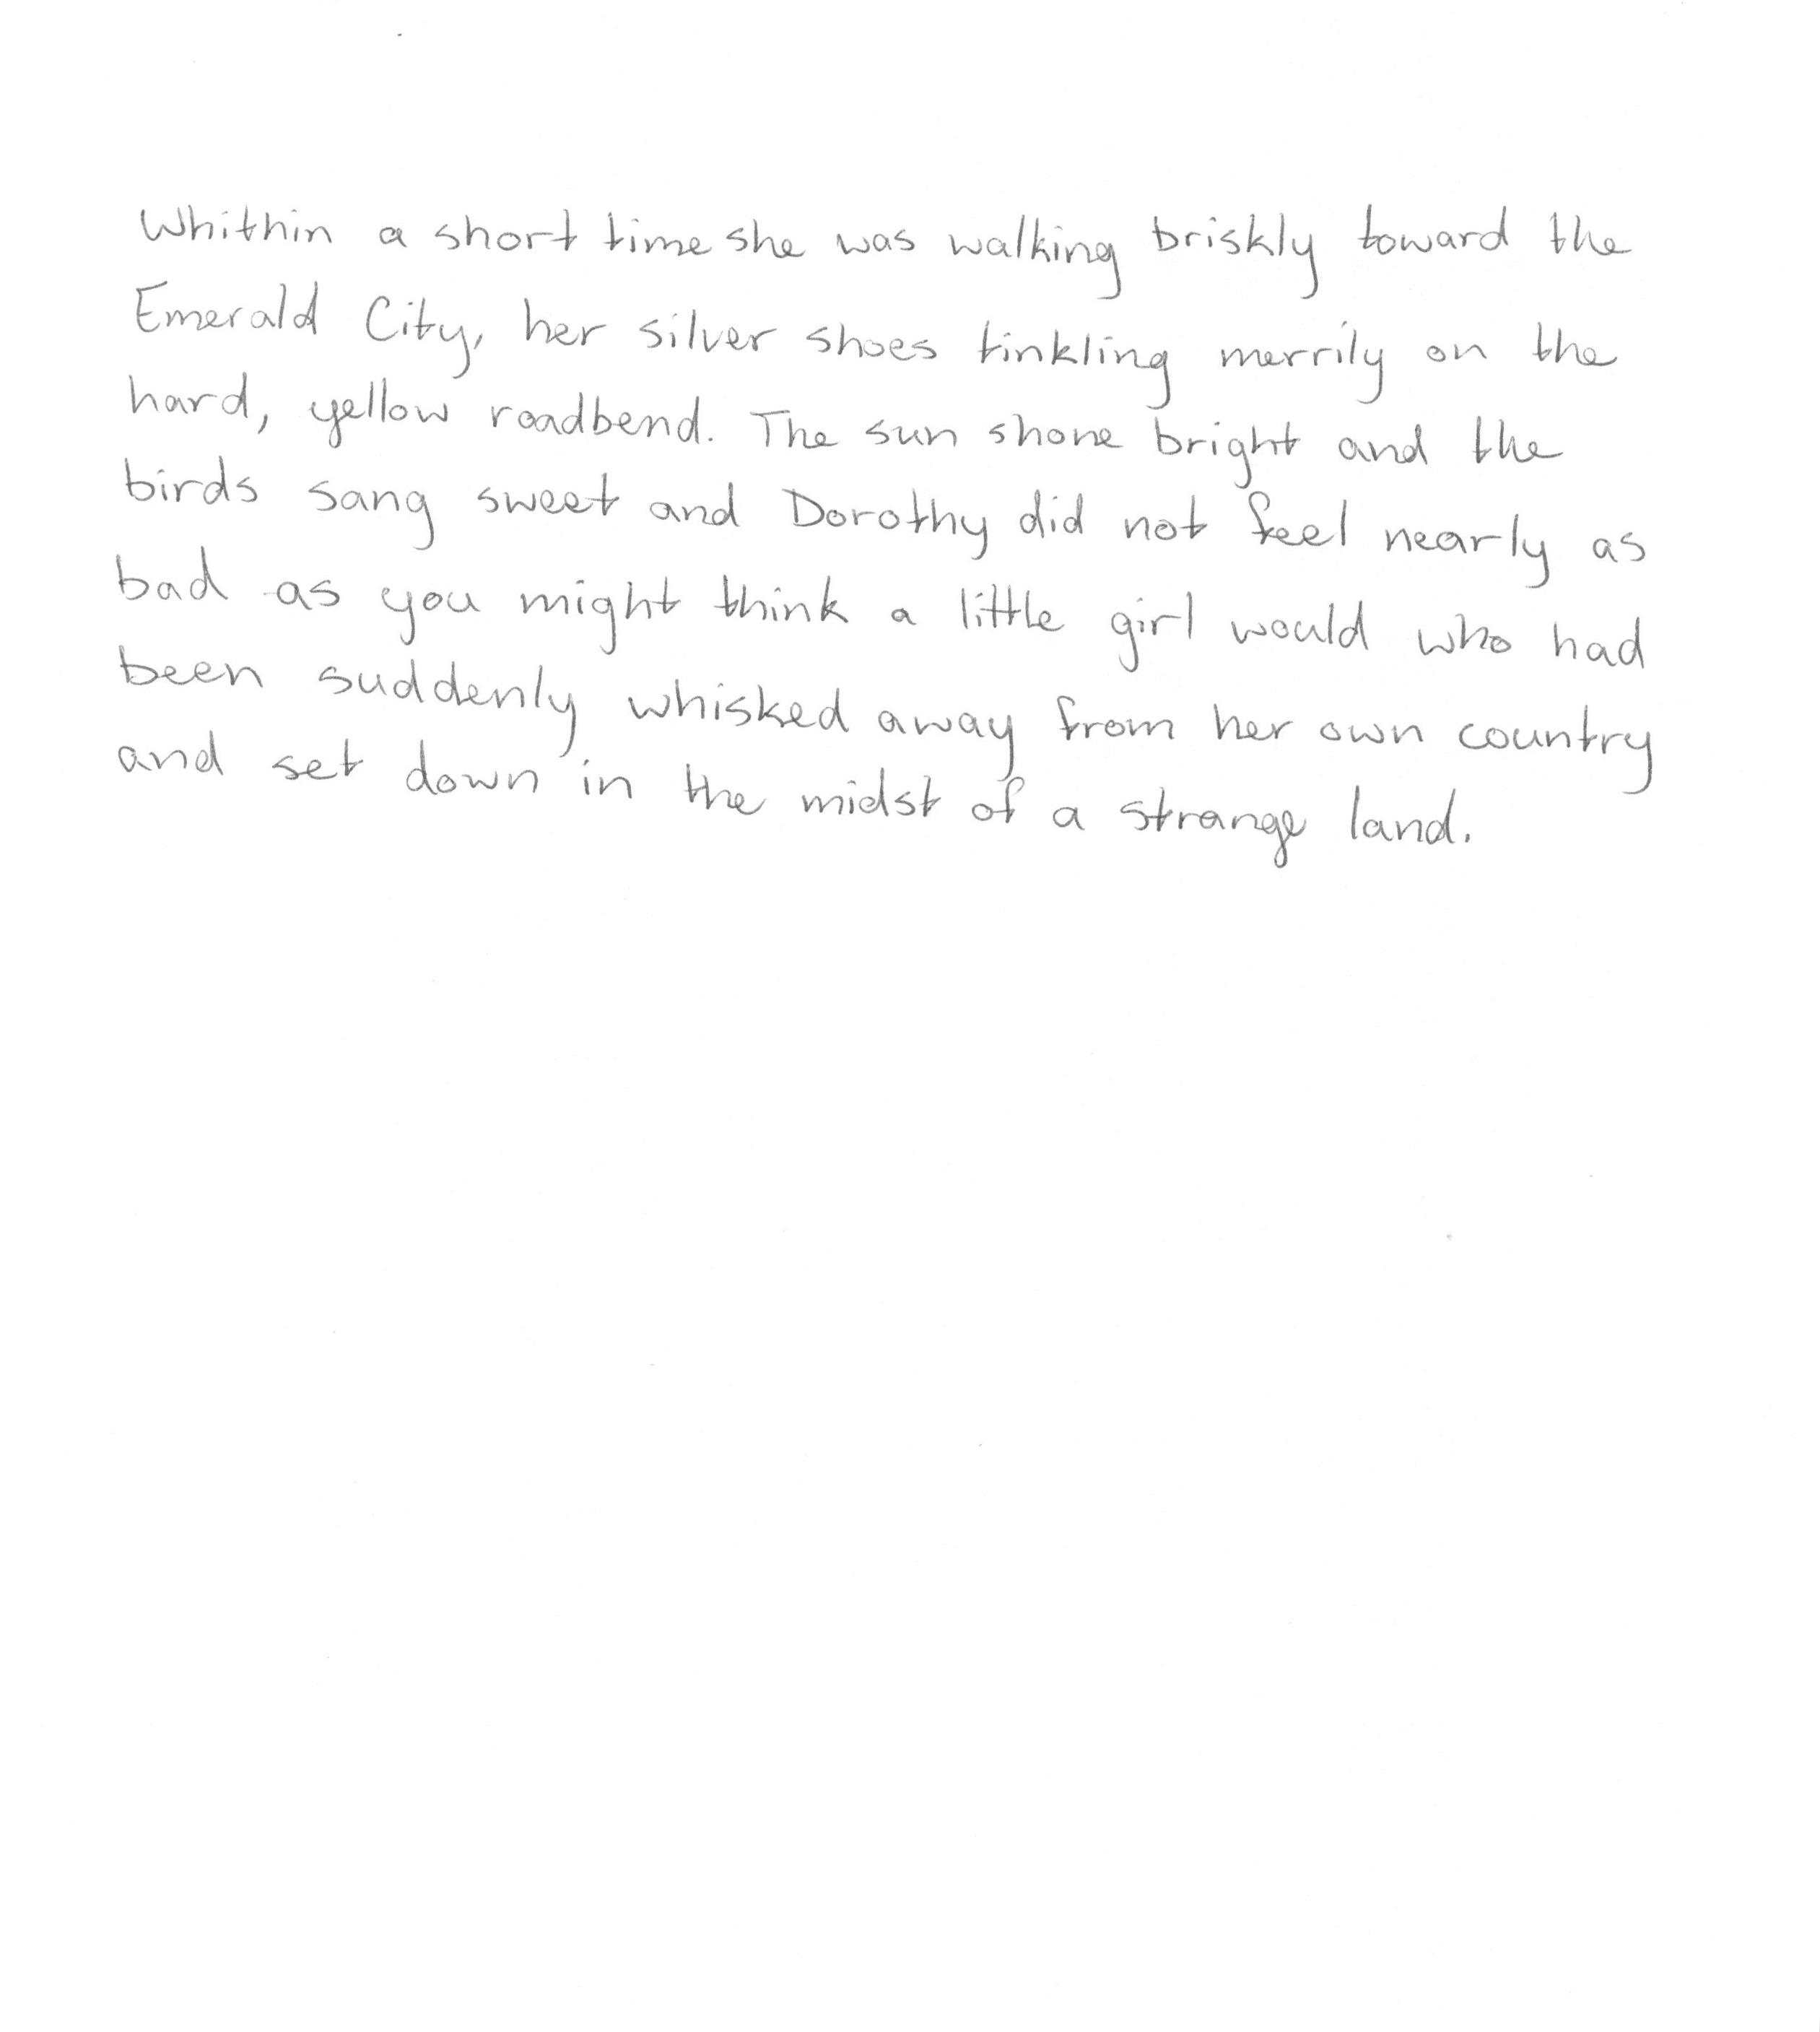 Whithin a short time she was walking briskly toward the
Emerald City, her silver shoes tinkling merrily on the
hard, yellow roadbend. The sun shone bright and the
birds sang sweet and Dorothy did not feel nearly as
bad as you might think a little girl would who had
been suddenly whisked away from her own country
and set down in the midst of a strange land.